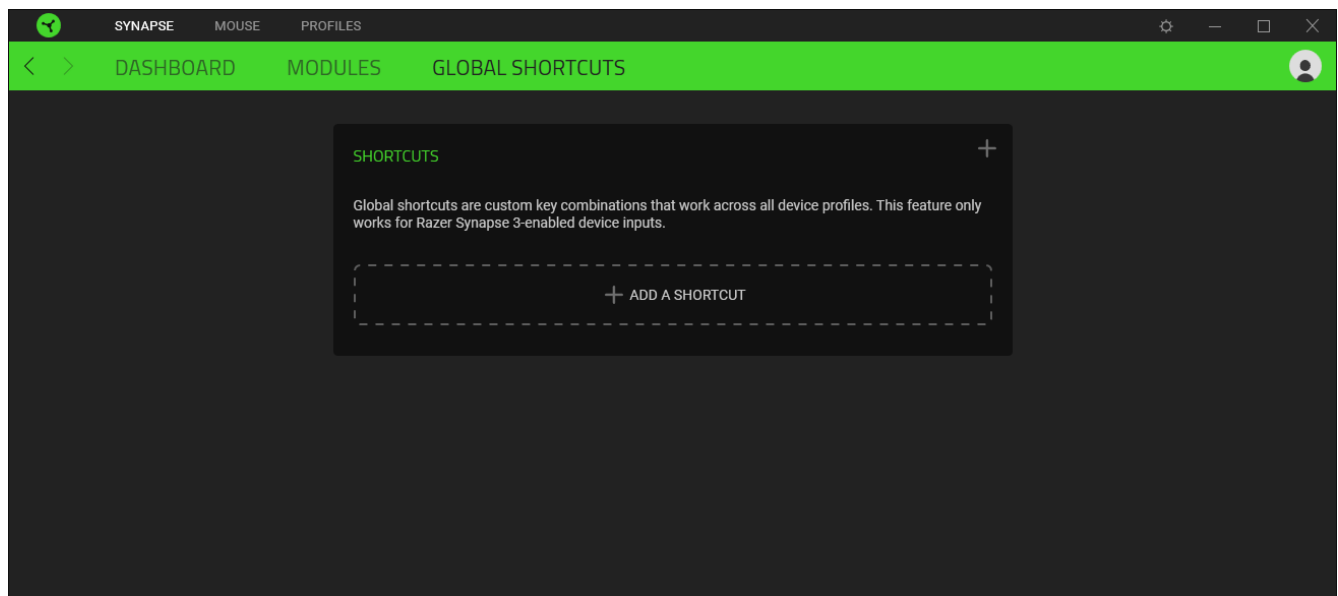 SYNAPSE MOUSE PROFILES
DASHBOARD MODULES GLOBAL SHORTCUTS
SHORTCUTS
Global shortcuts are custom key combinations that work across all device profiles. This feature only
works for Razer Synapse 3-enabled device inputs.
ADD A SHORTCUT